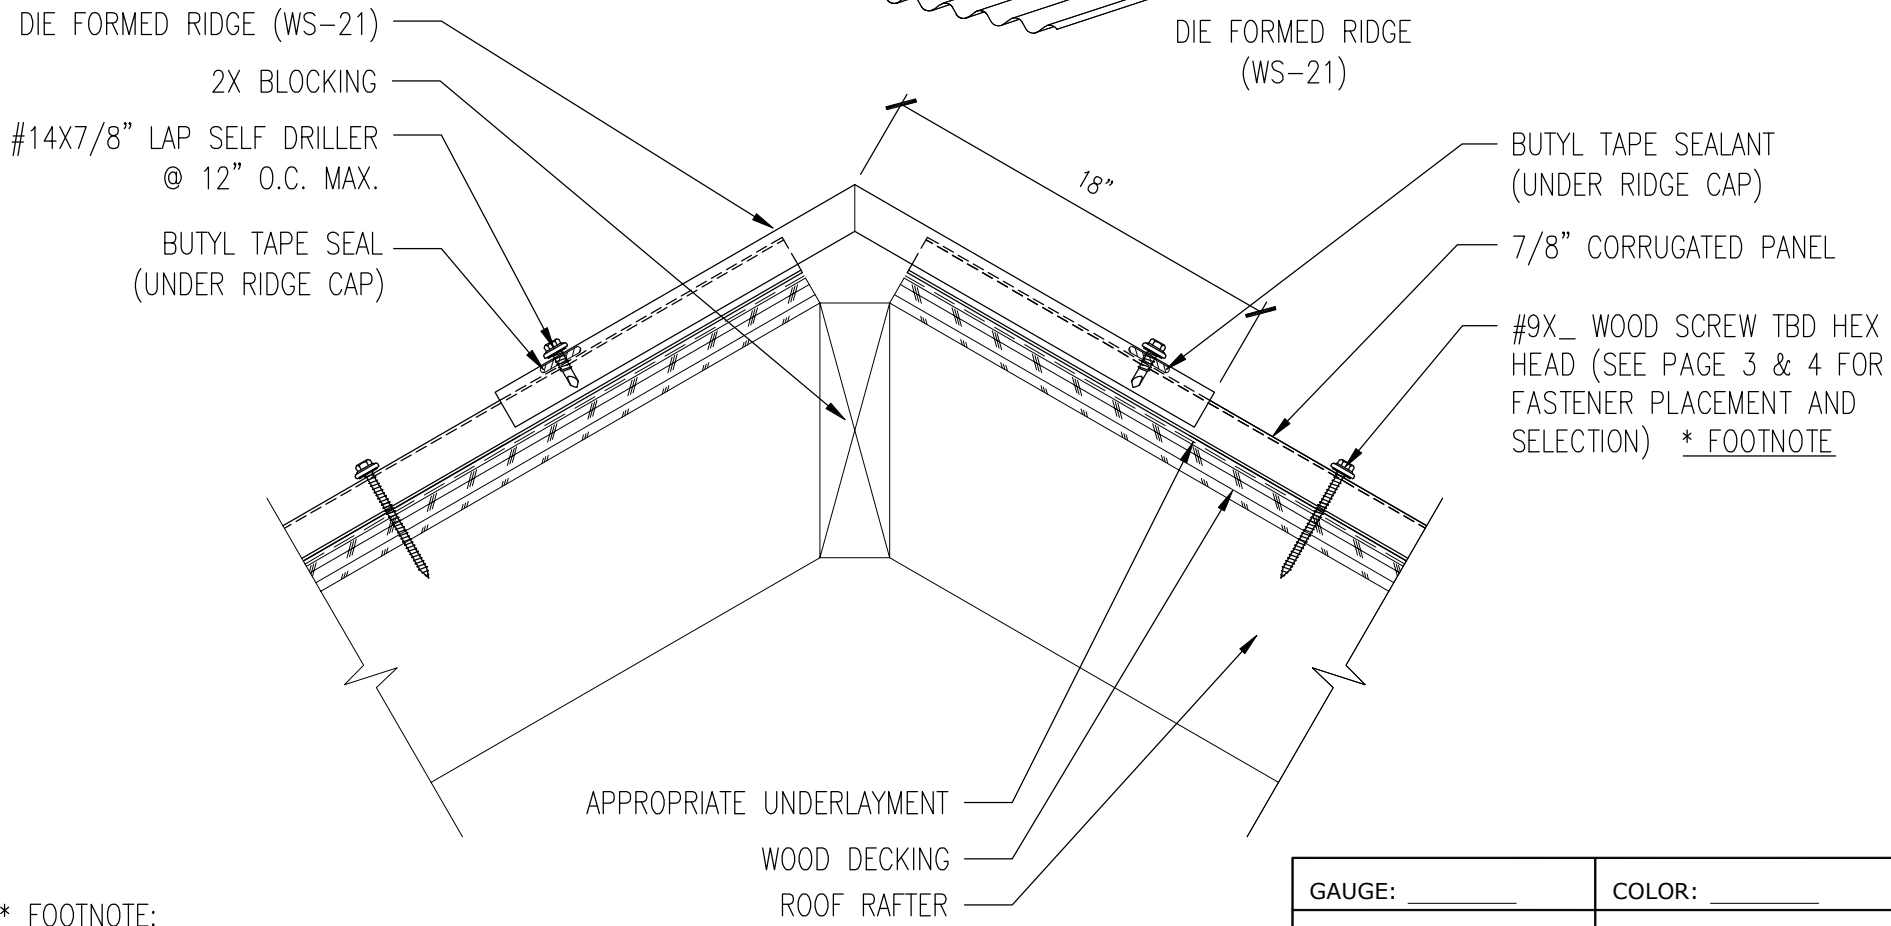 DIE FORMED RIDGE (WS-21)
2X BLOCKING
#14X7/8" LAP SELF DRILLER
@ 12" O.C. MAX.
BUTYL TAPE SEAL
(UNDER RIDGE CAP)
DIE FORMED RIDGE
(WS-21)
18"
BUTYL TAPE SEALANT
(UNDER RIDGE CAP)
7/8" CORRUGATED PANEL
#9X_ WOOD SCREW TBD HEX
HEAD (SEE PAGE 3 & 4 FOR
FASTENER PLACEMENT AND
SELECTION) * FOOTNOTE
APPROPRIATE UNDERLAYMENT
WOOD DECKING
ROOF RAFTER
* FOOTNOTE:
GAUGE: ________ COLOR: ________